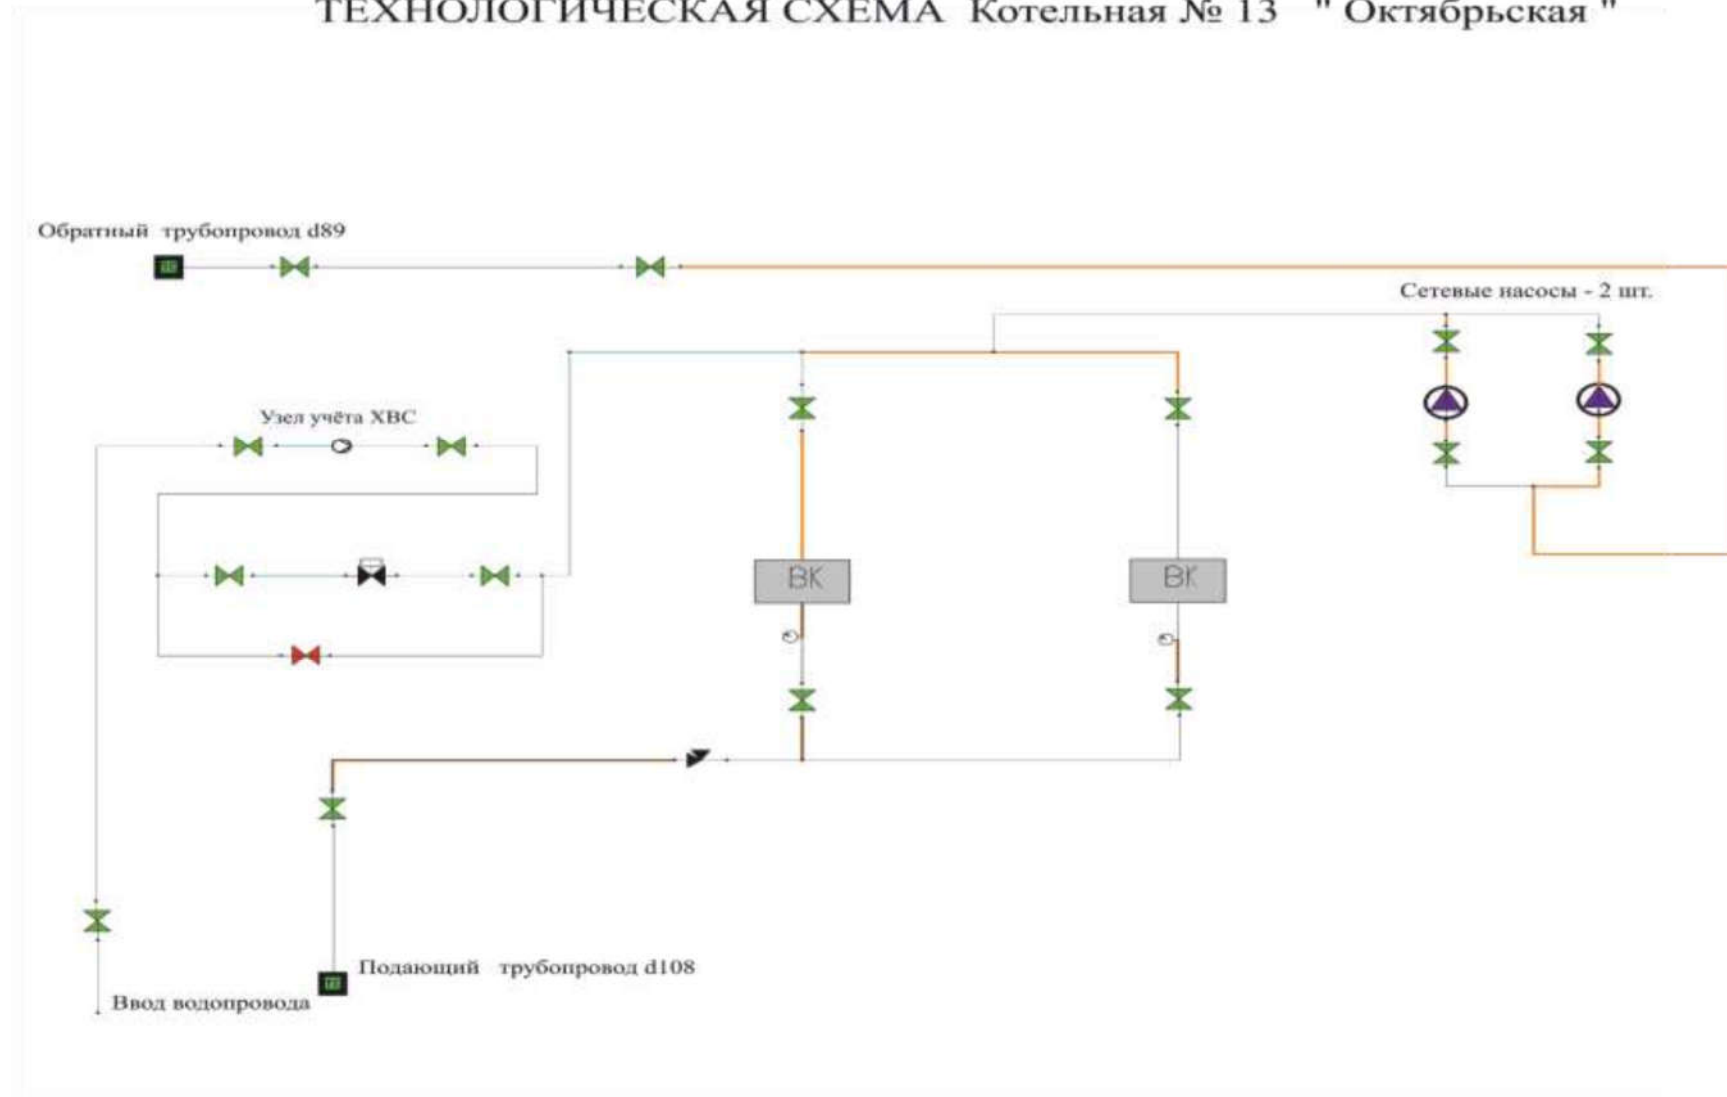 ТЕХНОЛОГИЧЕСКАЯ СХЕМА Котельная № 13 " Октябрьская "
Обратный трубопровод d89
Сетевые насосы - 2 шт.
Узел учёта ХВС
ВК
ВК
Подающий трубопровод d108
Ввод водопровода